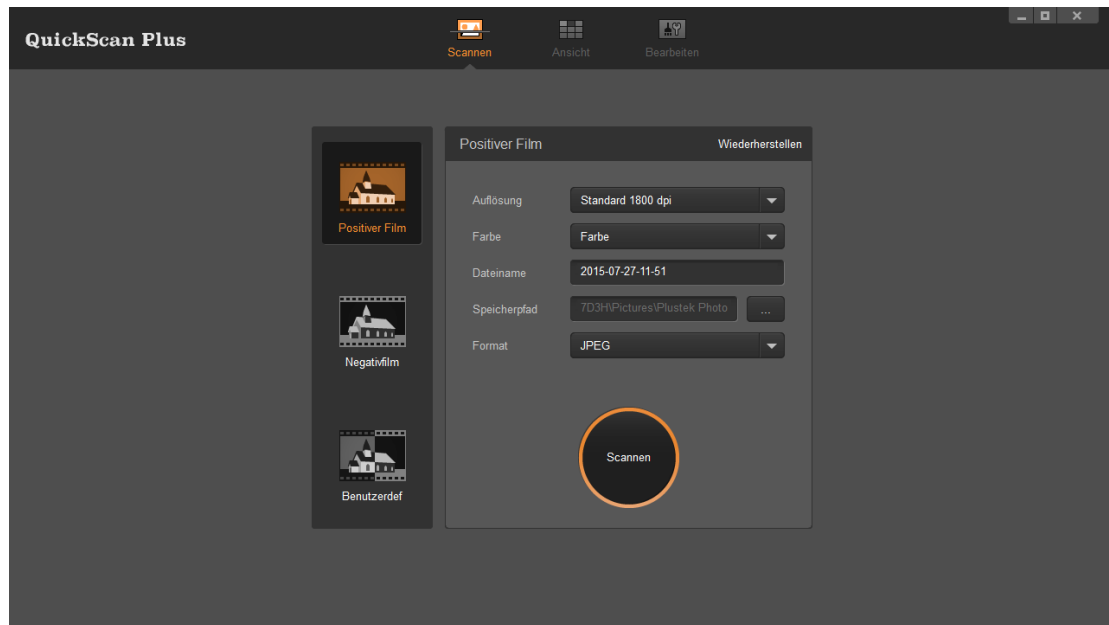 QuickScan Plus
Scannen
Ansicht
Bearbeiten
Positiver Film
Negativfilm
Benutzerdef
Positiver Film
Wiederherstellen
Auflösung
Standard 1800 dpi
Farbe
Farbe
Dateiname
2015-07-27-11-51
Speicherpfad
7D3H\Pictures\Plustek Photo
...
Format
JPEG
Scannen